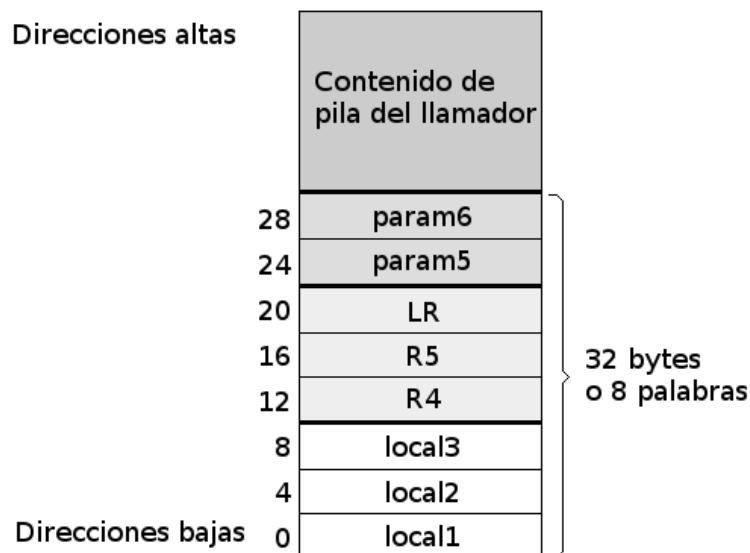 Direcciones altas
Contenido de
pila del llamador
28 param6
24 param5
20 LR
16 R5
12 R4
8 local3
4 local2
Direcciones bajas 0 local1
32 bytes
o 8 palabras